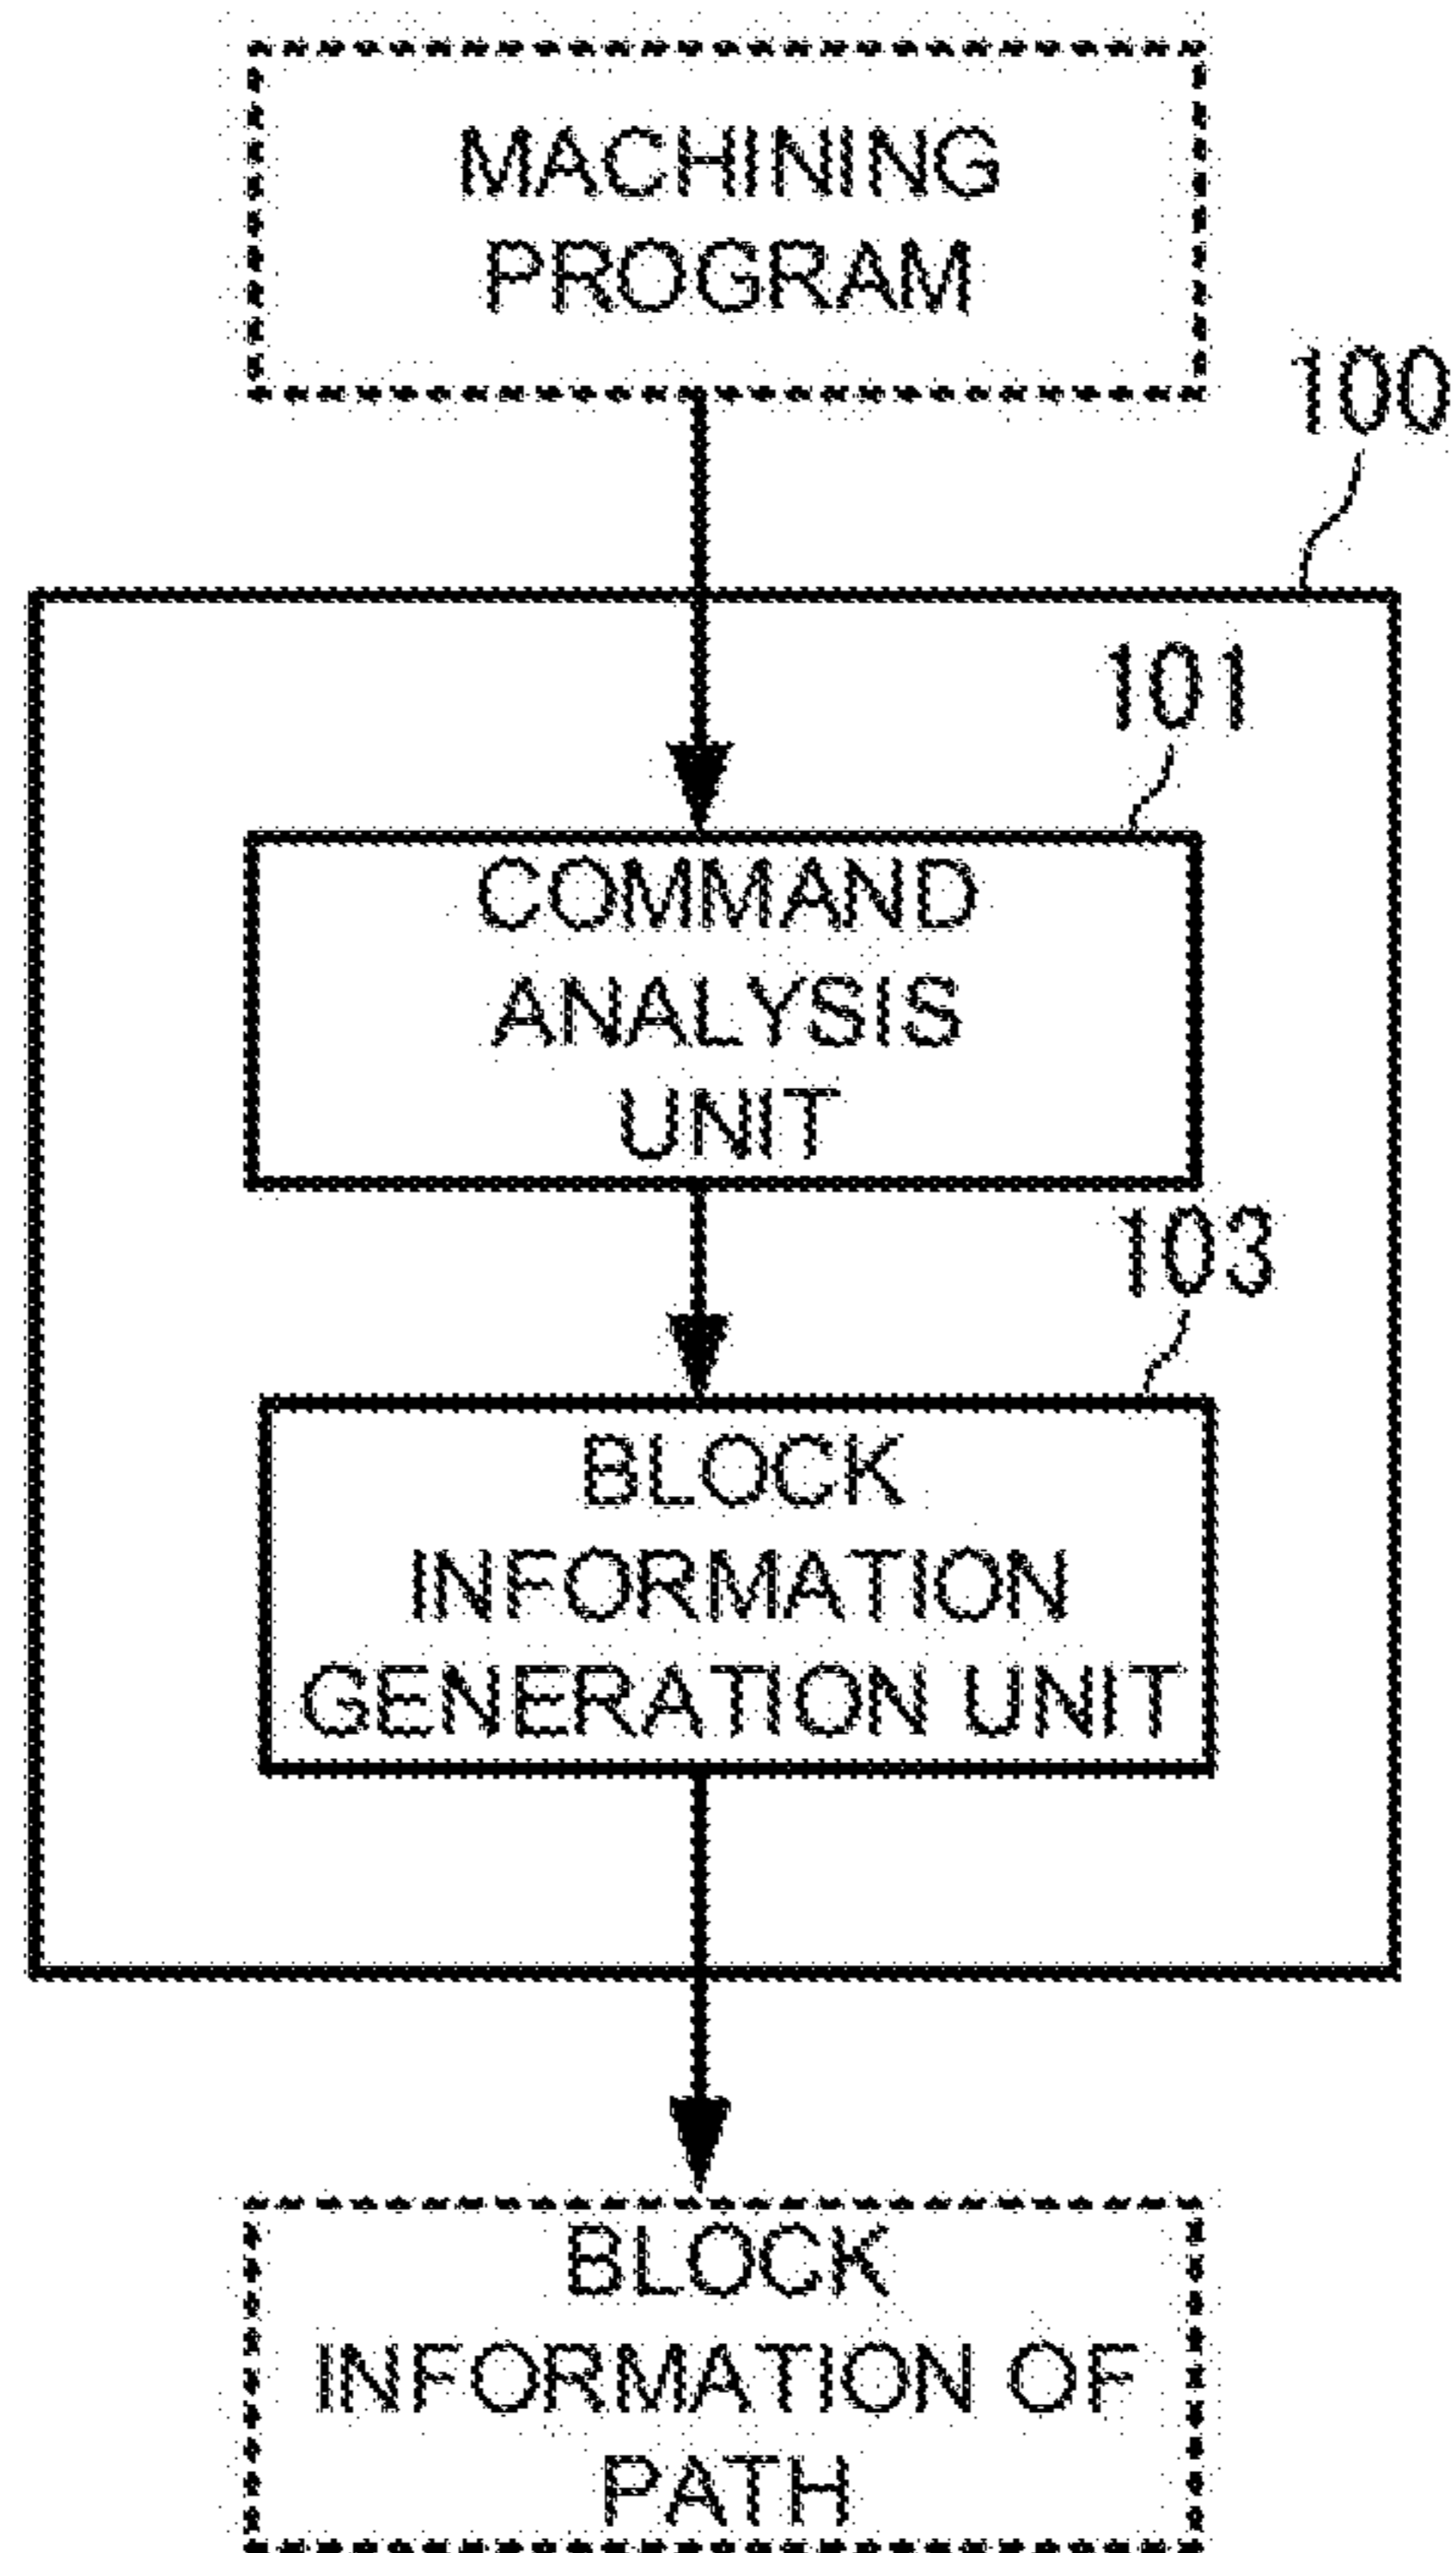 MACHINING
PROGRAM
100
101
COMMAND
ANALYSIS
UNIT
103
BLOCK
INFORMATION
GENERATION UNIT
BLOCK
INFORMATION OF
PATH